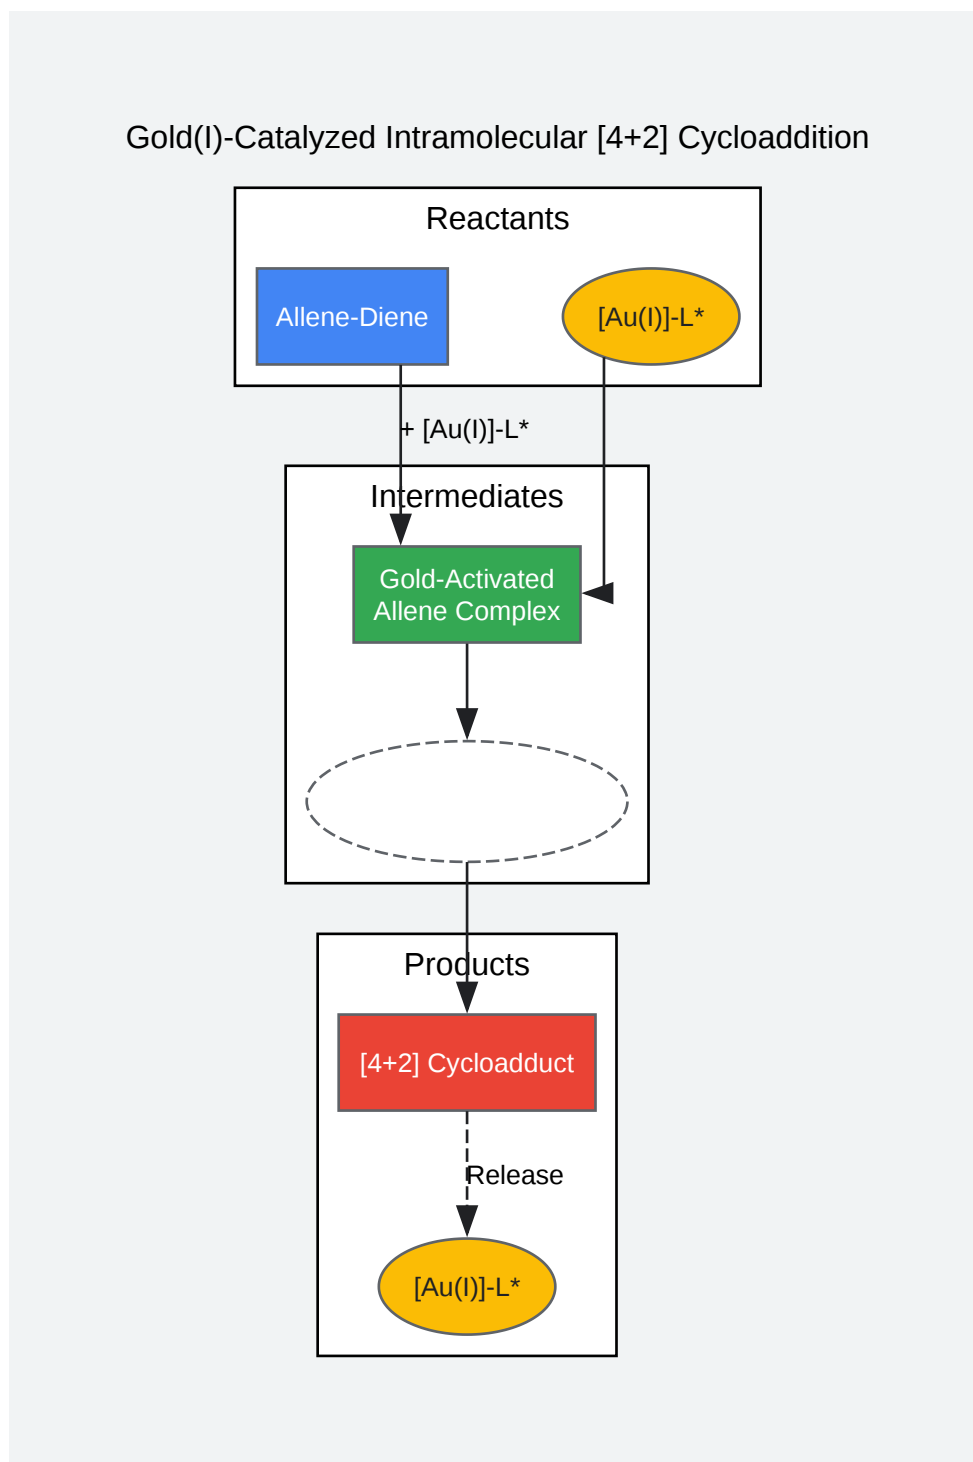 Gold(I)-Catalyzed Intramolecular [4+2] Cycloaddition
Reactants
Allene-Diene
[Au(I)]-L*
+ [Au(I)]-L*
Intermediates
Gold-Activated
Allene Complex
Products
[4+2] Cycloadduct
Release
[Au(I)]-L*